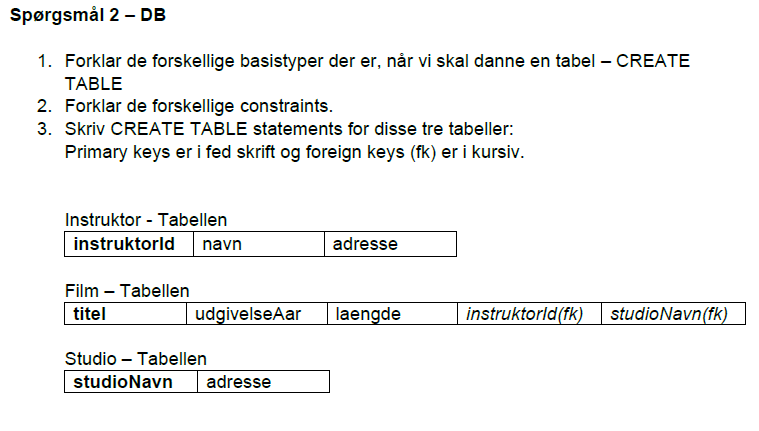 Spørgsmål 2 – DB
1. Forklar de forskellige basistyper der er, når vi skal danne en tabel – CREATE
TABLE
2. Forklar de forskellige constraints.
3. Skriv CREATE TABLE statements for disse tre tabeller:
Primary keys er i fed skrift og foreign keys (fk) er i kursiv.
Instruktor - Tabellen
instruktorId navn adresse
Film – Tabellen
titel udgivelseAar laengde instruktorId(fk) studioNavn(fk)
Studio – Tabellen
studioNavn adresse